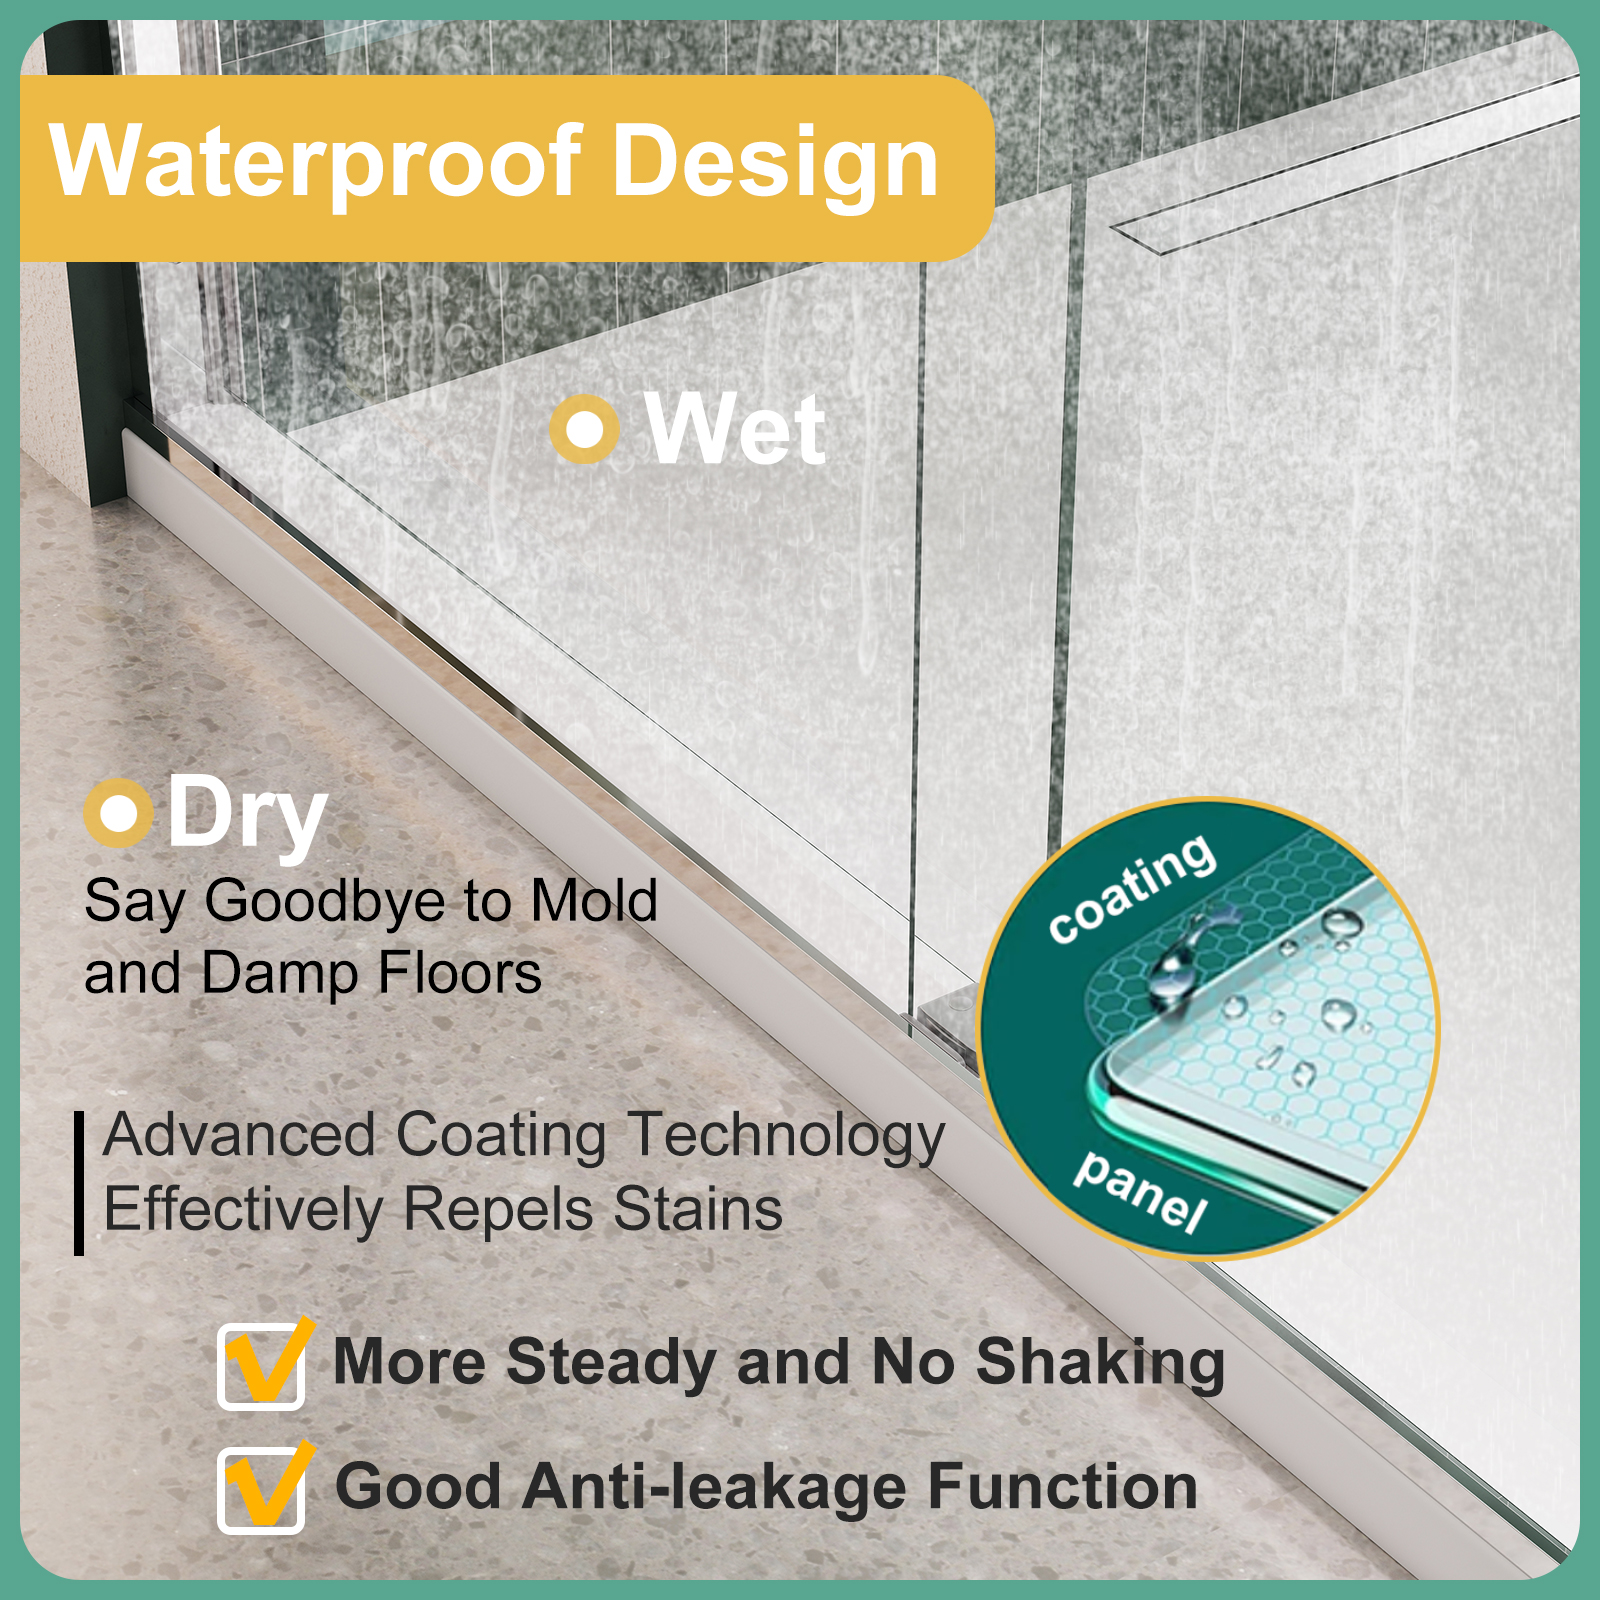 Waterproof Design
Wet
Dry
Say Goodbye to Mold
and Damp Floors
coating
panel
Advanced Coating Technology
Effectively Repels Stains
More Steady and No Shaking
Good Anti-leakage Function